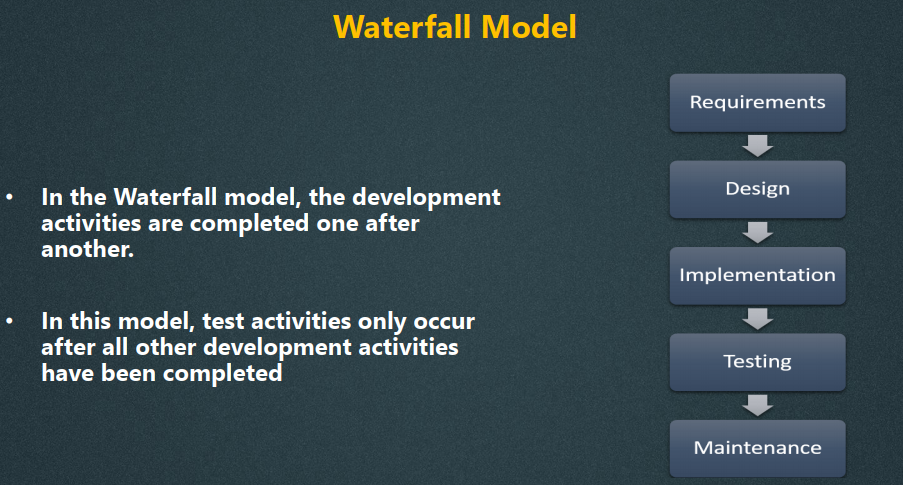 Waterfall Model
• In the Waterfall model, the development
activities are completed one after
another.
• In this model, test activities only occur
after all other development activities
have been completed
Requirements
Design
Implementation
Testing
Maintenance